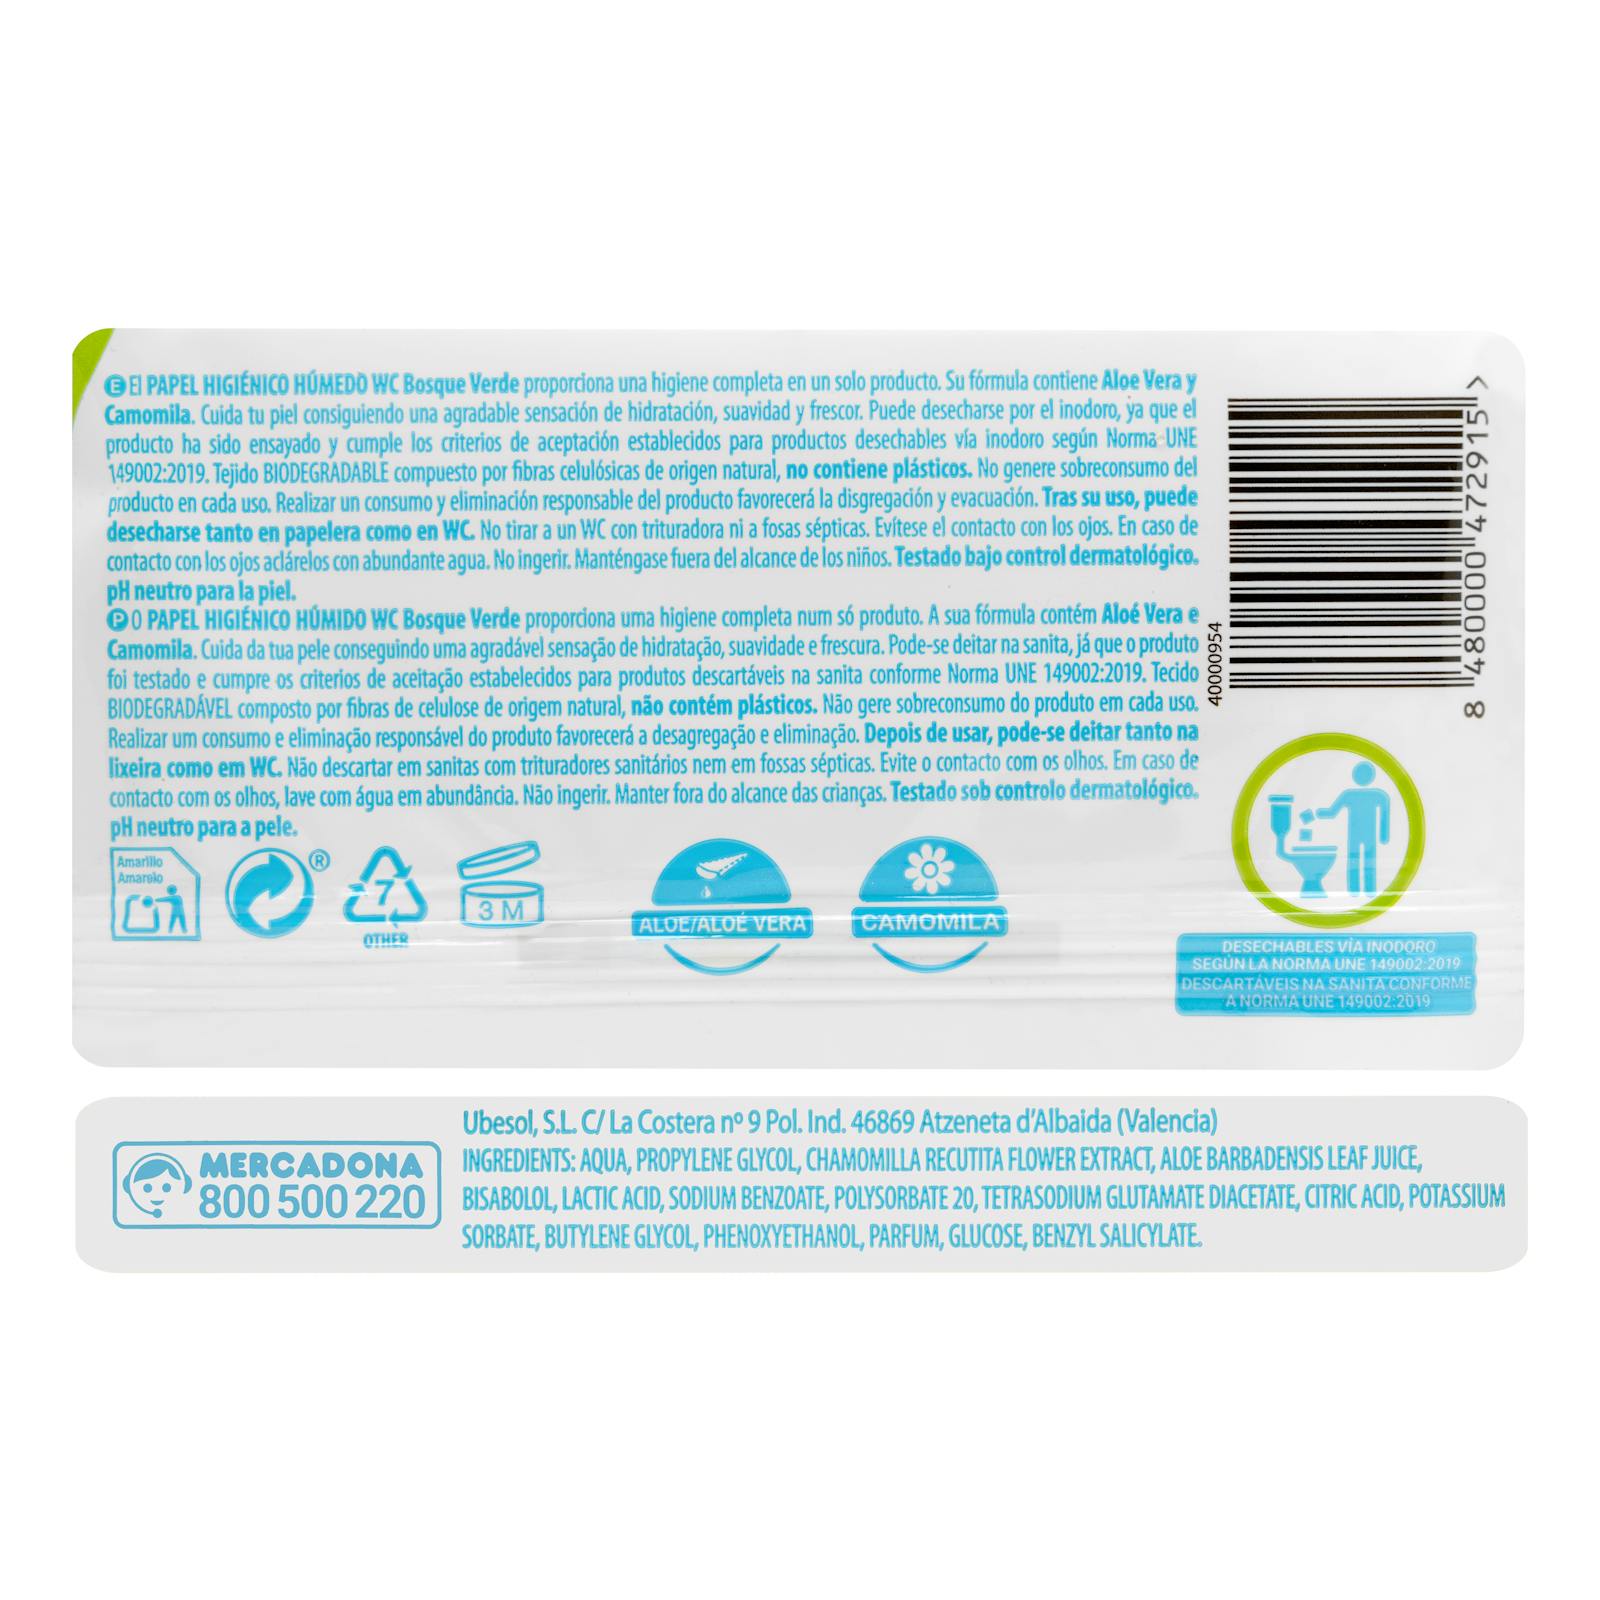 E El PAPEL HIGIÉNICO HÚMEDO WC Bosque Verde proporciona una higiene completa en un solo producto. Su fórmula contiene Aloe Vera y
Camomila. Cuida tu piel consiguiendo una agradable sensación de hidratación, suavidad y frescor. Puede desecharse por el inodoro, ya que el
producto ha sido ensayado y cumple los criterios de aceptación establecidos para productos desechables vía inodoro según Norma UNE
149002:2019. Tejido BIODEGRADABLE compuesto por fibras celulósicas de origen natural, no contiene plásticos. No genere sobreconsumo del
producto en cada uso. Realizar un consumo y eliminación responsable del producto favorecerá la disgregación y evacuación. Tras su uso, puede
desecharse tanto en papelera como en WC. No tirar a un WC con trituradora ni a fosas sépticas. Evítese el contacto con los ojos. En caso de
contacto con los ojos aclárelos con abundante agua. No ingerir. Manténgase fuera del alcance de los niños. Testado bajo control dermatológico.
pH neutro para la piel.
P O PAPEL HIGIÉNICO HÚMIDO WC Bosque Verde proporciona uma higiene completa num só produto. A sua fórmula contém Aloé Vera e
Camomila. Cuida da tua pele conseguindo uma agradável sensação de hidratação, suavidade e frescura. Pode-se deitar na sanita, já que o produto
foi testado e cumpre os criterios de aceitação estabelecidos para produtos descartáveis na sanita conforme Norma UNE 149002:2019. Tecido
BIODEGRADÁVEL composto por fibras de celulose de origem natural, não contém plásticos. Não gere sobreconsumo do produto em cada uso.
Realizar um consumo e eliminação responsável do produto favorecerá a desagregação e eliminação. Depois de usar, pode-se deitar tanto na
lixeira como em WC. Não descartar em sanitas com trituradores sanitários nem em fossas sépticas. Evite o contacto com os olhos. Em caso de
contacto com os olhos, lave com água em abundância. Não ingerir. Manter fora do alcance das crianças. Testado sob controlo dermatológico.
pH neutro para a pele.
40000954
8 480000 472915 >
Amarillo
Amarelo
®
7
OTHER
3 M
ALOE/ALOÉ VERA
CAMOMILA
DESECHABLES VÍA INODORO
SEGÚN LA NORMA UNE 149002:2019
DESCARTÁVEIS NA SANITA CONFORME
A NORMA UNE 149002:2019
MERCADONA
800 500 220
Ubesol, S.L. C/ La Costera nº 9 Pol. Ind. 46869 Atzeneta d'Albaida (Valencia)
INGREDIENTS: AQUA, PROPYLENE GLYCOL, CHAMOMILLA RECUTITA FLOWER EXTRACT, ALOE BARBADENSIS LEAF JUICE,
BISABOLOL, LACTIC ACID, SODIUM BENZOATE, POLYSORBATE 20, TETRASODIUM GLUTAMATE DIACETATE, CITRIC ACID, POTASSIUM
SORBATE, BUTYLENE GLYCOL, PHENOXYETHANOL, PARFUM, GLUCOSE, BENZYL SALICYLATE.